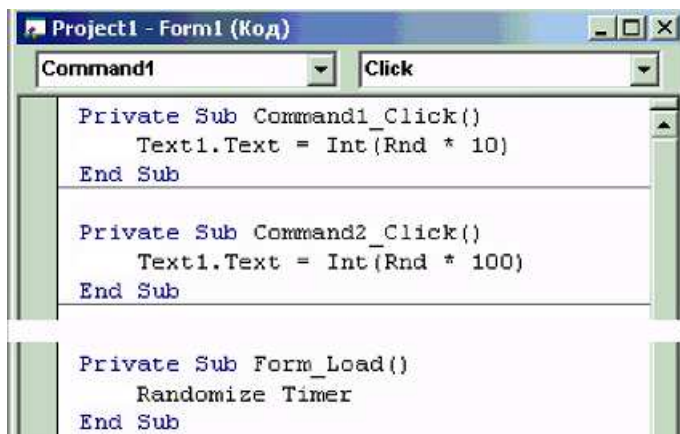 Project1 - Form1 (Код)
Command1 Click
Private Sub Command1_Click()
Text1.Text = Int(Rnd * 10)
End Sub
Private Sub Command2_Click()
Text1.Text = Int(Rnd * 100)
End Sub
Private Sub Form_Load()
Randomize Timer
End Sub